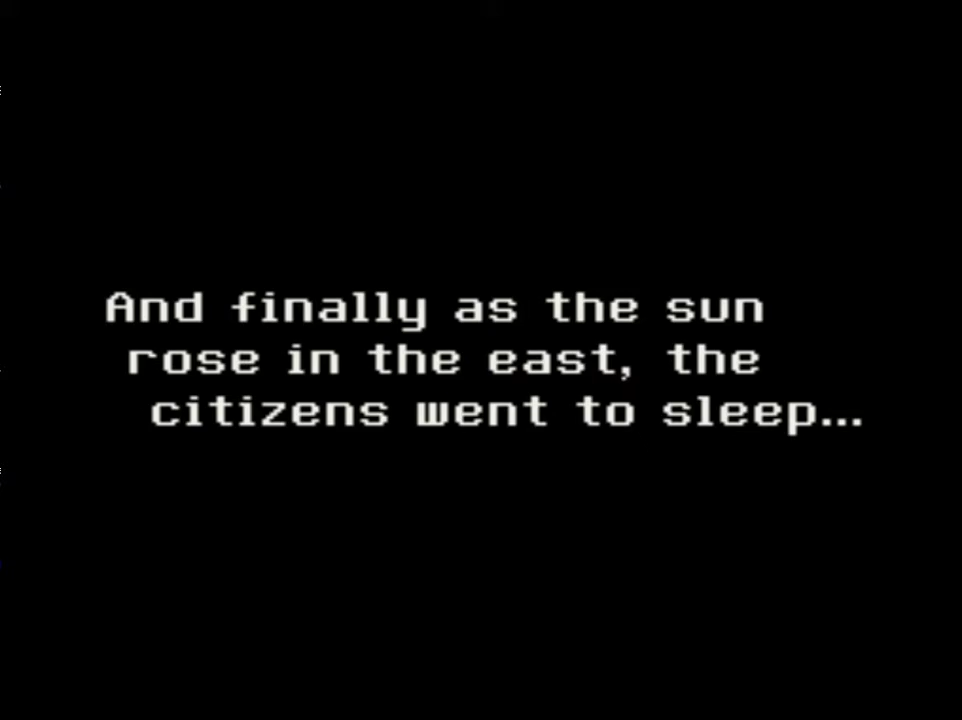 And finally as the sun
rose in the east, the
citizens went to sleep...